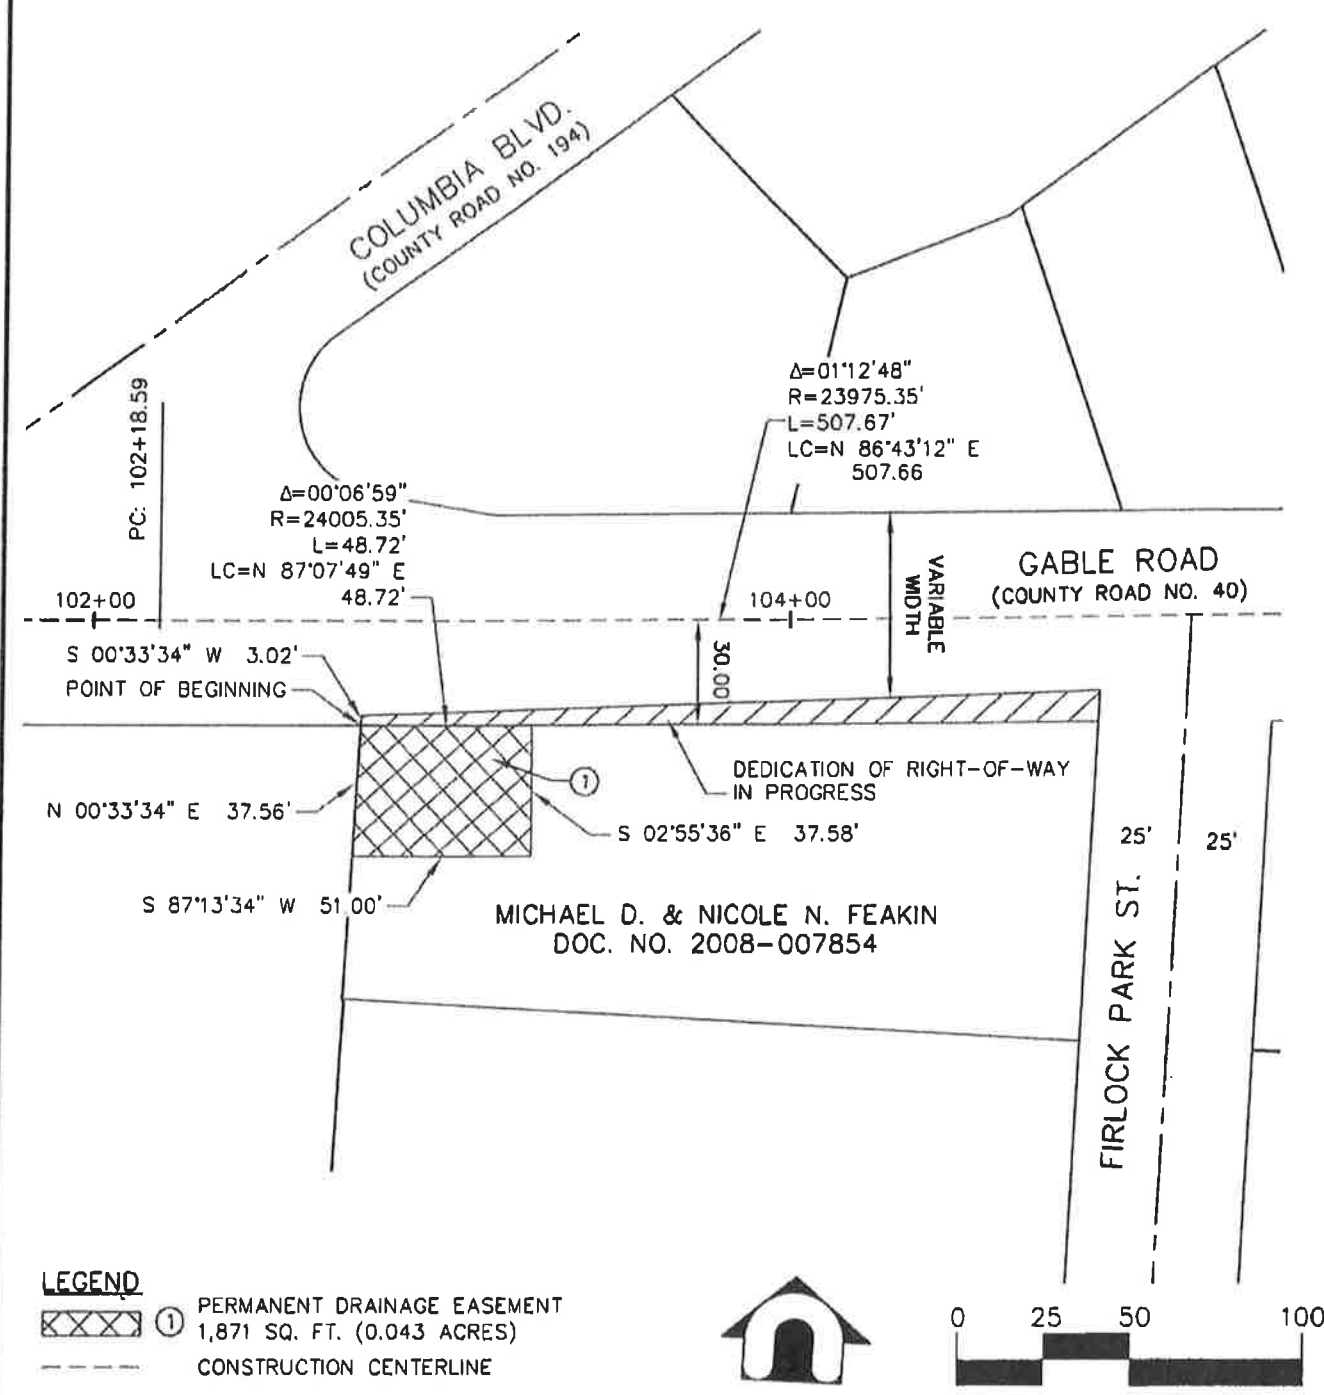 COLUMBIA BLVD.
(COUNTY ROAD NO. 194)
PC: 102+18.59
Δ=01°12'48"
R=23975.35'
L=507.67'
LC=N 86°43'12" E
507.66
Δ=00°06'59"
R=24005.35'
L=48.72'
LC=N 87°07'49" E
48.72'
102+00
104+00
VARIABLE
WIDTH
GABLE ROAD
(COUNTY ROAD NO. 40)
S 00°33'34" W 3.02'
POINT OF BEGINNING
30.00'
1
DEDICATION OF RIGHT-OF-WAY
IN PROGRESS
N 00°33'34" E 37.56'
S 02°55'36" E 37.58'
S 87°13'34" W 51.00'
25'
25'
MICHAEL D. & NICOLE N. FEAKIN
DOC. NO. 2008-007854
FIRLOCK PARK ST.
LEGEND
1 PERMANENT DRAINAGE EASEMENT
1,871 SQ. FT. (0.043 ACRES)
CONSTRUCTION CENTERLINE
0 25 50 100